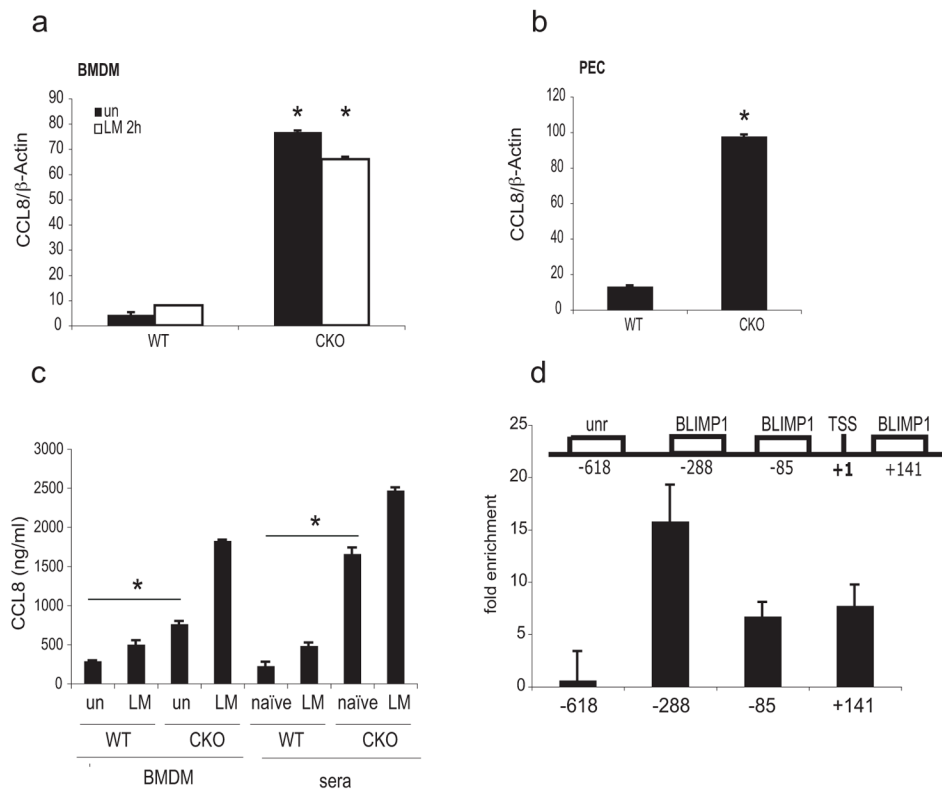 a
BMDM
un
LM 2h
CCL8/β-Actin
90
80
70
60
50
40
30
20
10
0
* *
WT CKO
b
PEC
CCL8/β-Actin
120
100
80
60
40
20
0
*
WT CKO
c
CCL8 (ng/ml)
3000
2500
2000
1500
1000
500
0
* *
un LM un LM naïve LM naïve LM
WT CKO WT CKO
BMDM sera
d
fold enrichment
25
20
15
10
5
0
unr BLIMP1 BLIMP1 TSS BLIMP1
-618 -288 -85 +1 +141
-618 -288 -85 +141